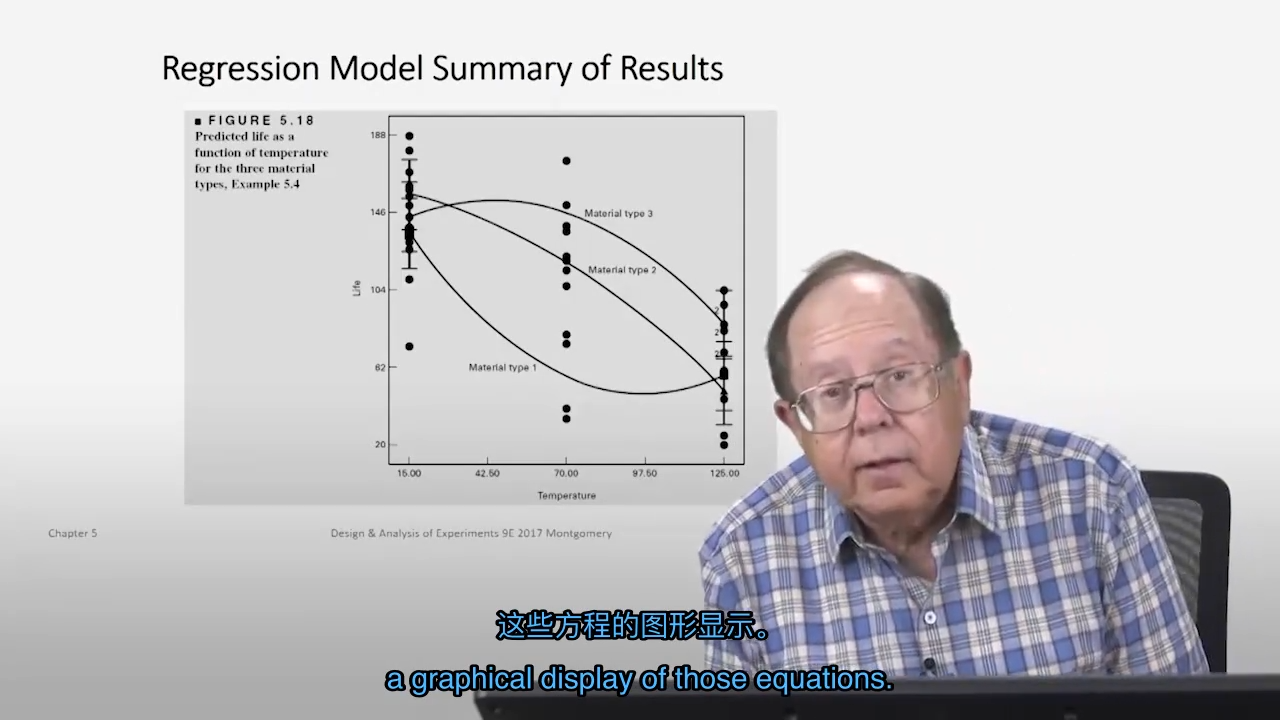 Regression Model Summary of Results
■ FIGURE 5.18
Predicted life as a
function of temperature
for the three material
types, Example 5.4
188
146
104
62
20
Life
Material type 3
Material type 2
Material type 1
2
2
2
15.00 42.50 70.00 97.50 125.00
Temperature
Chapter 5
Design & Analysis of Experiments 9E 2017 Montgomery
这些方程的图形显示。
a graphical display of those equations.